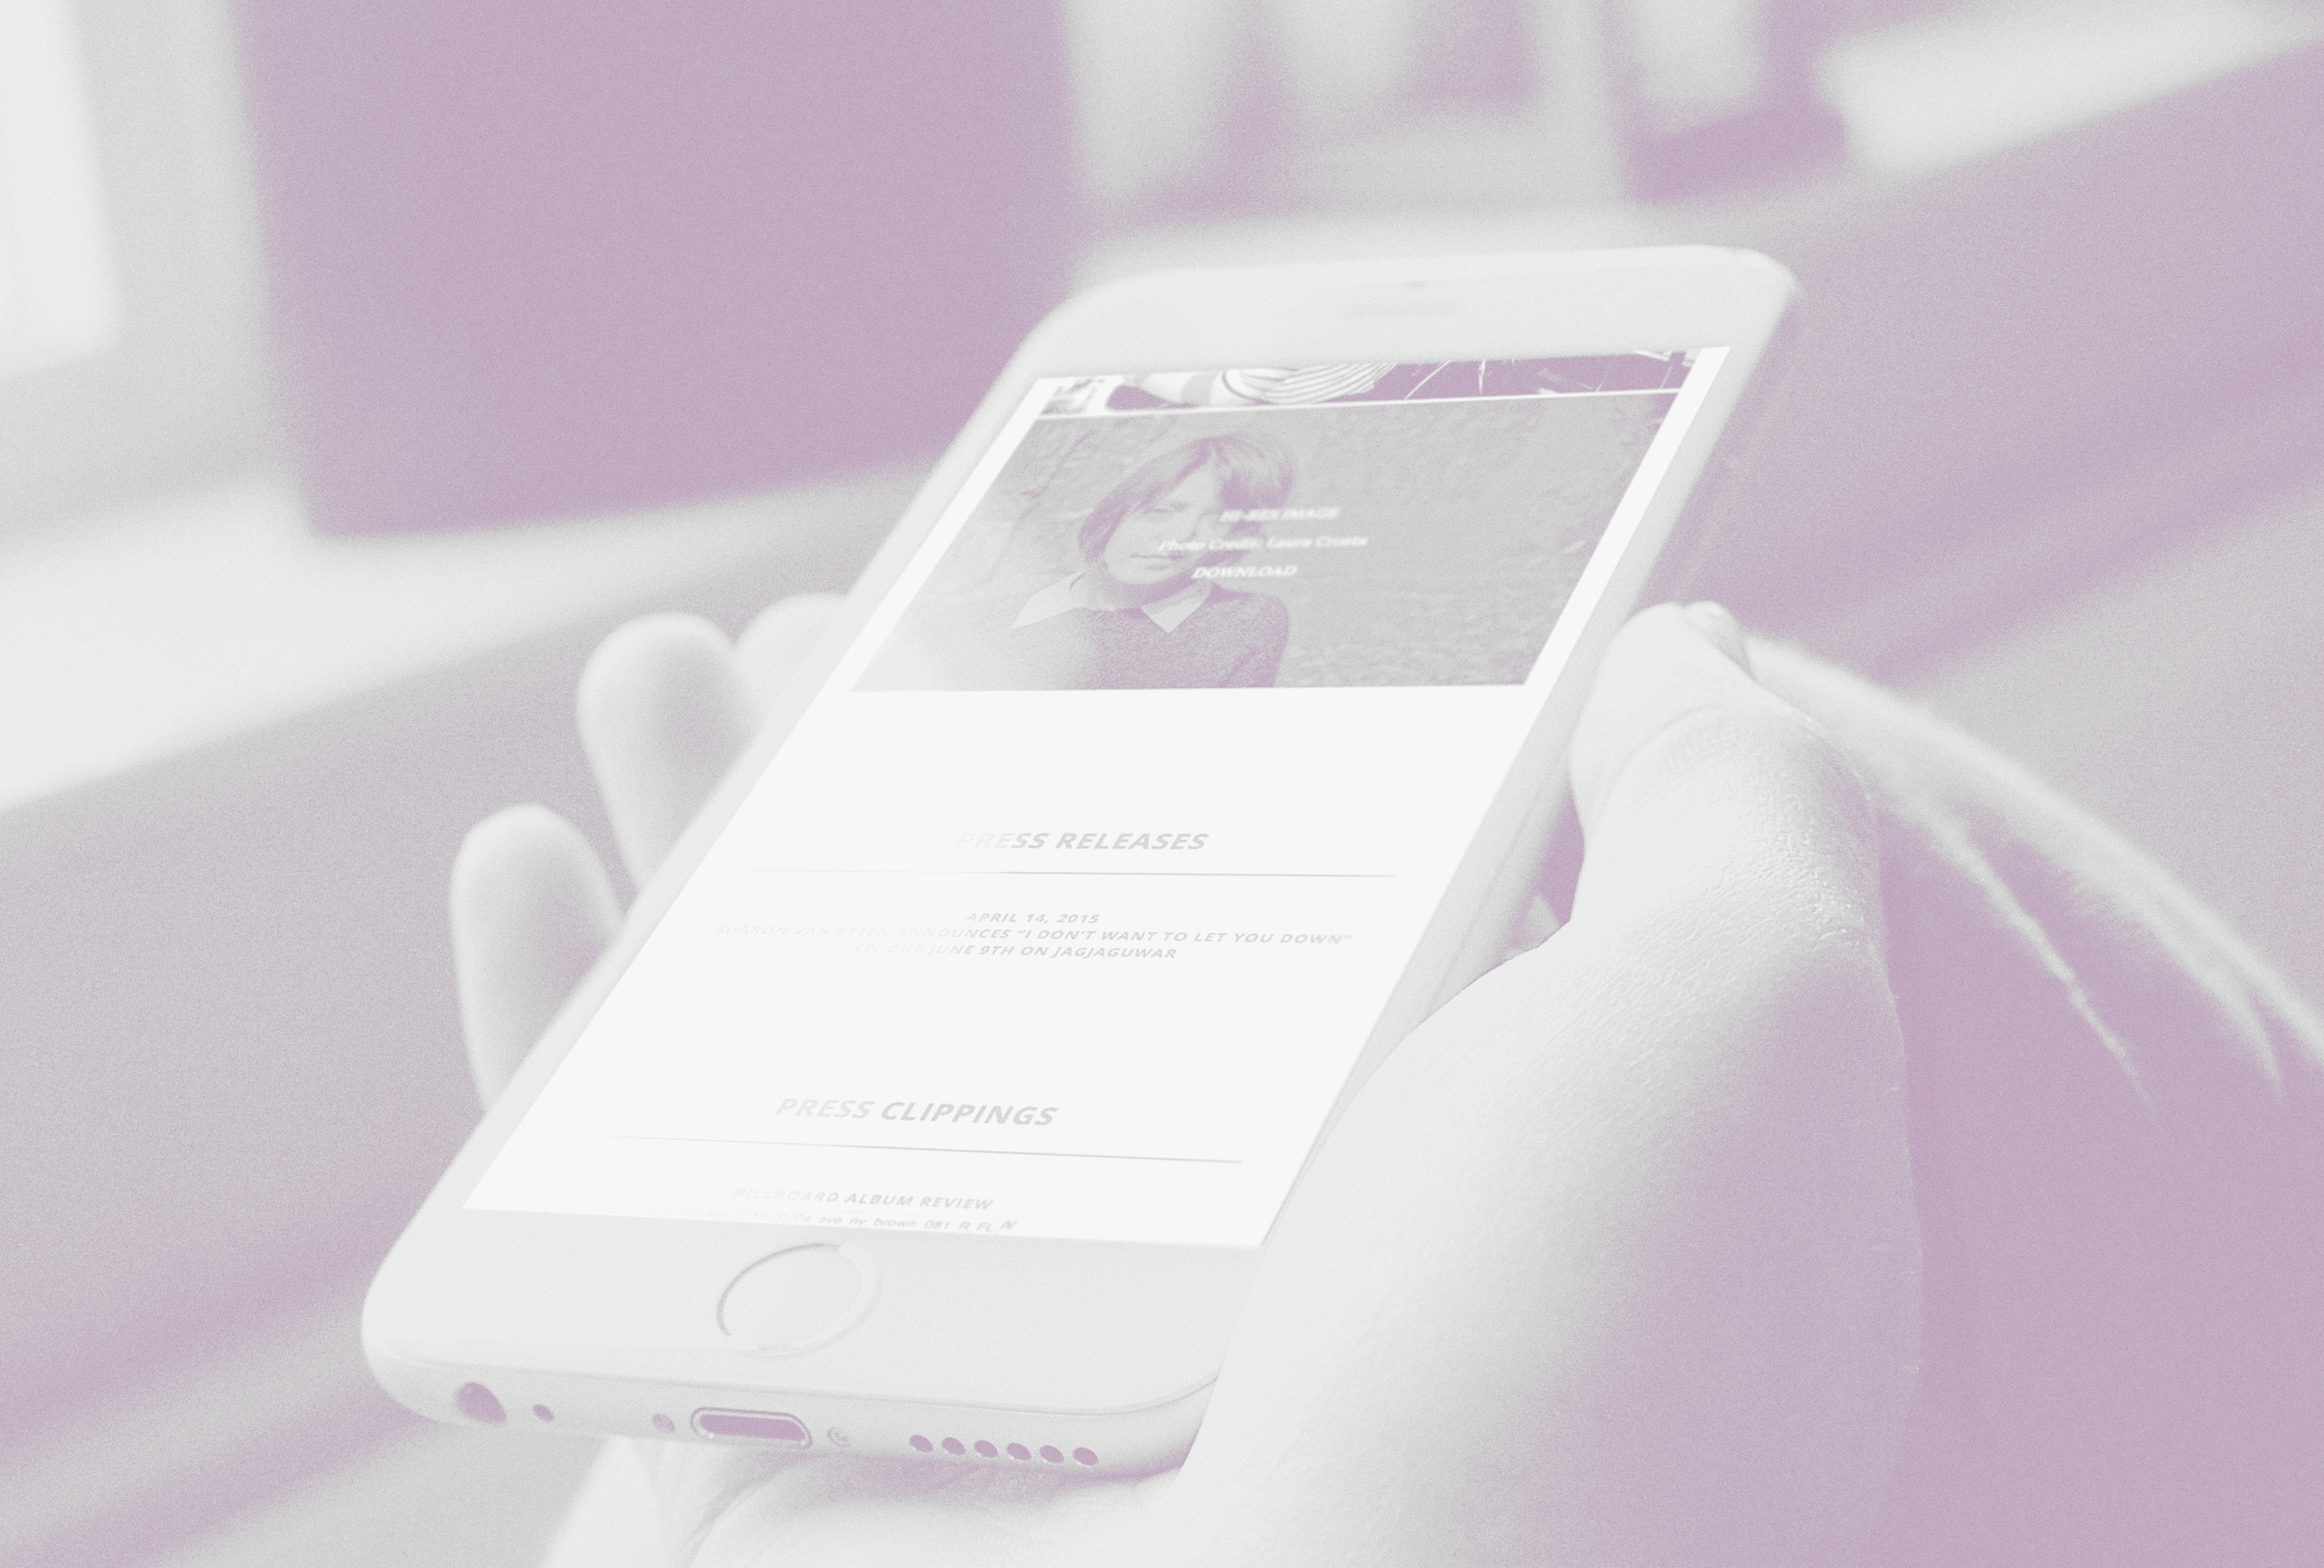 HI-RES IMAGE
Photo Credit: Laura Crosta
DOWNLOAD
PRESS RELEASES
APRIL 14, 2015
SHARON VAN ETTEN ANNOUNCES "I DON'T WANT TO LET YOU DOWN"
EP, OUT JUNE 9TH ON JAGJAGUWAR
PRESS CLIPPINGS
BILLBOARD ALBUM REVIEW